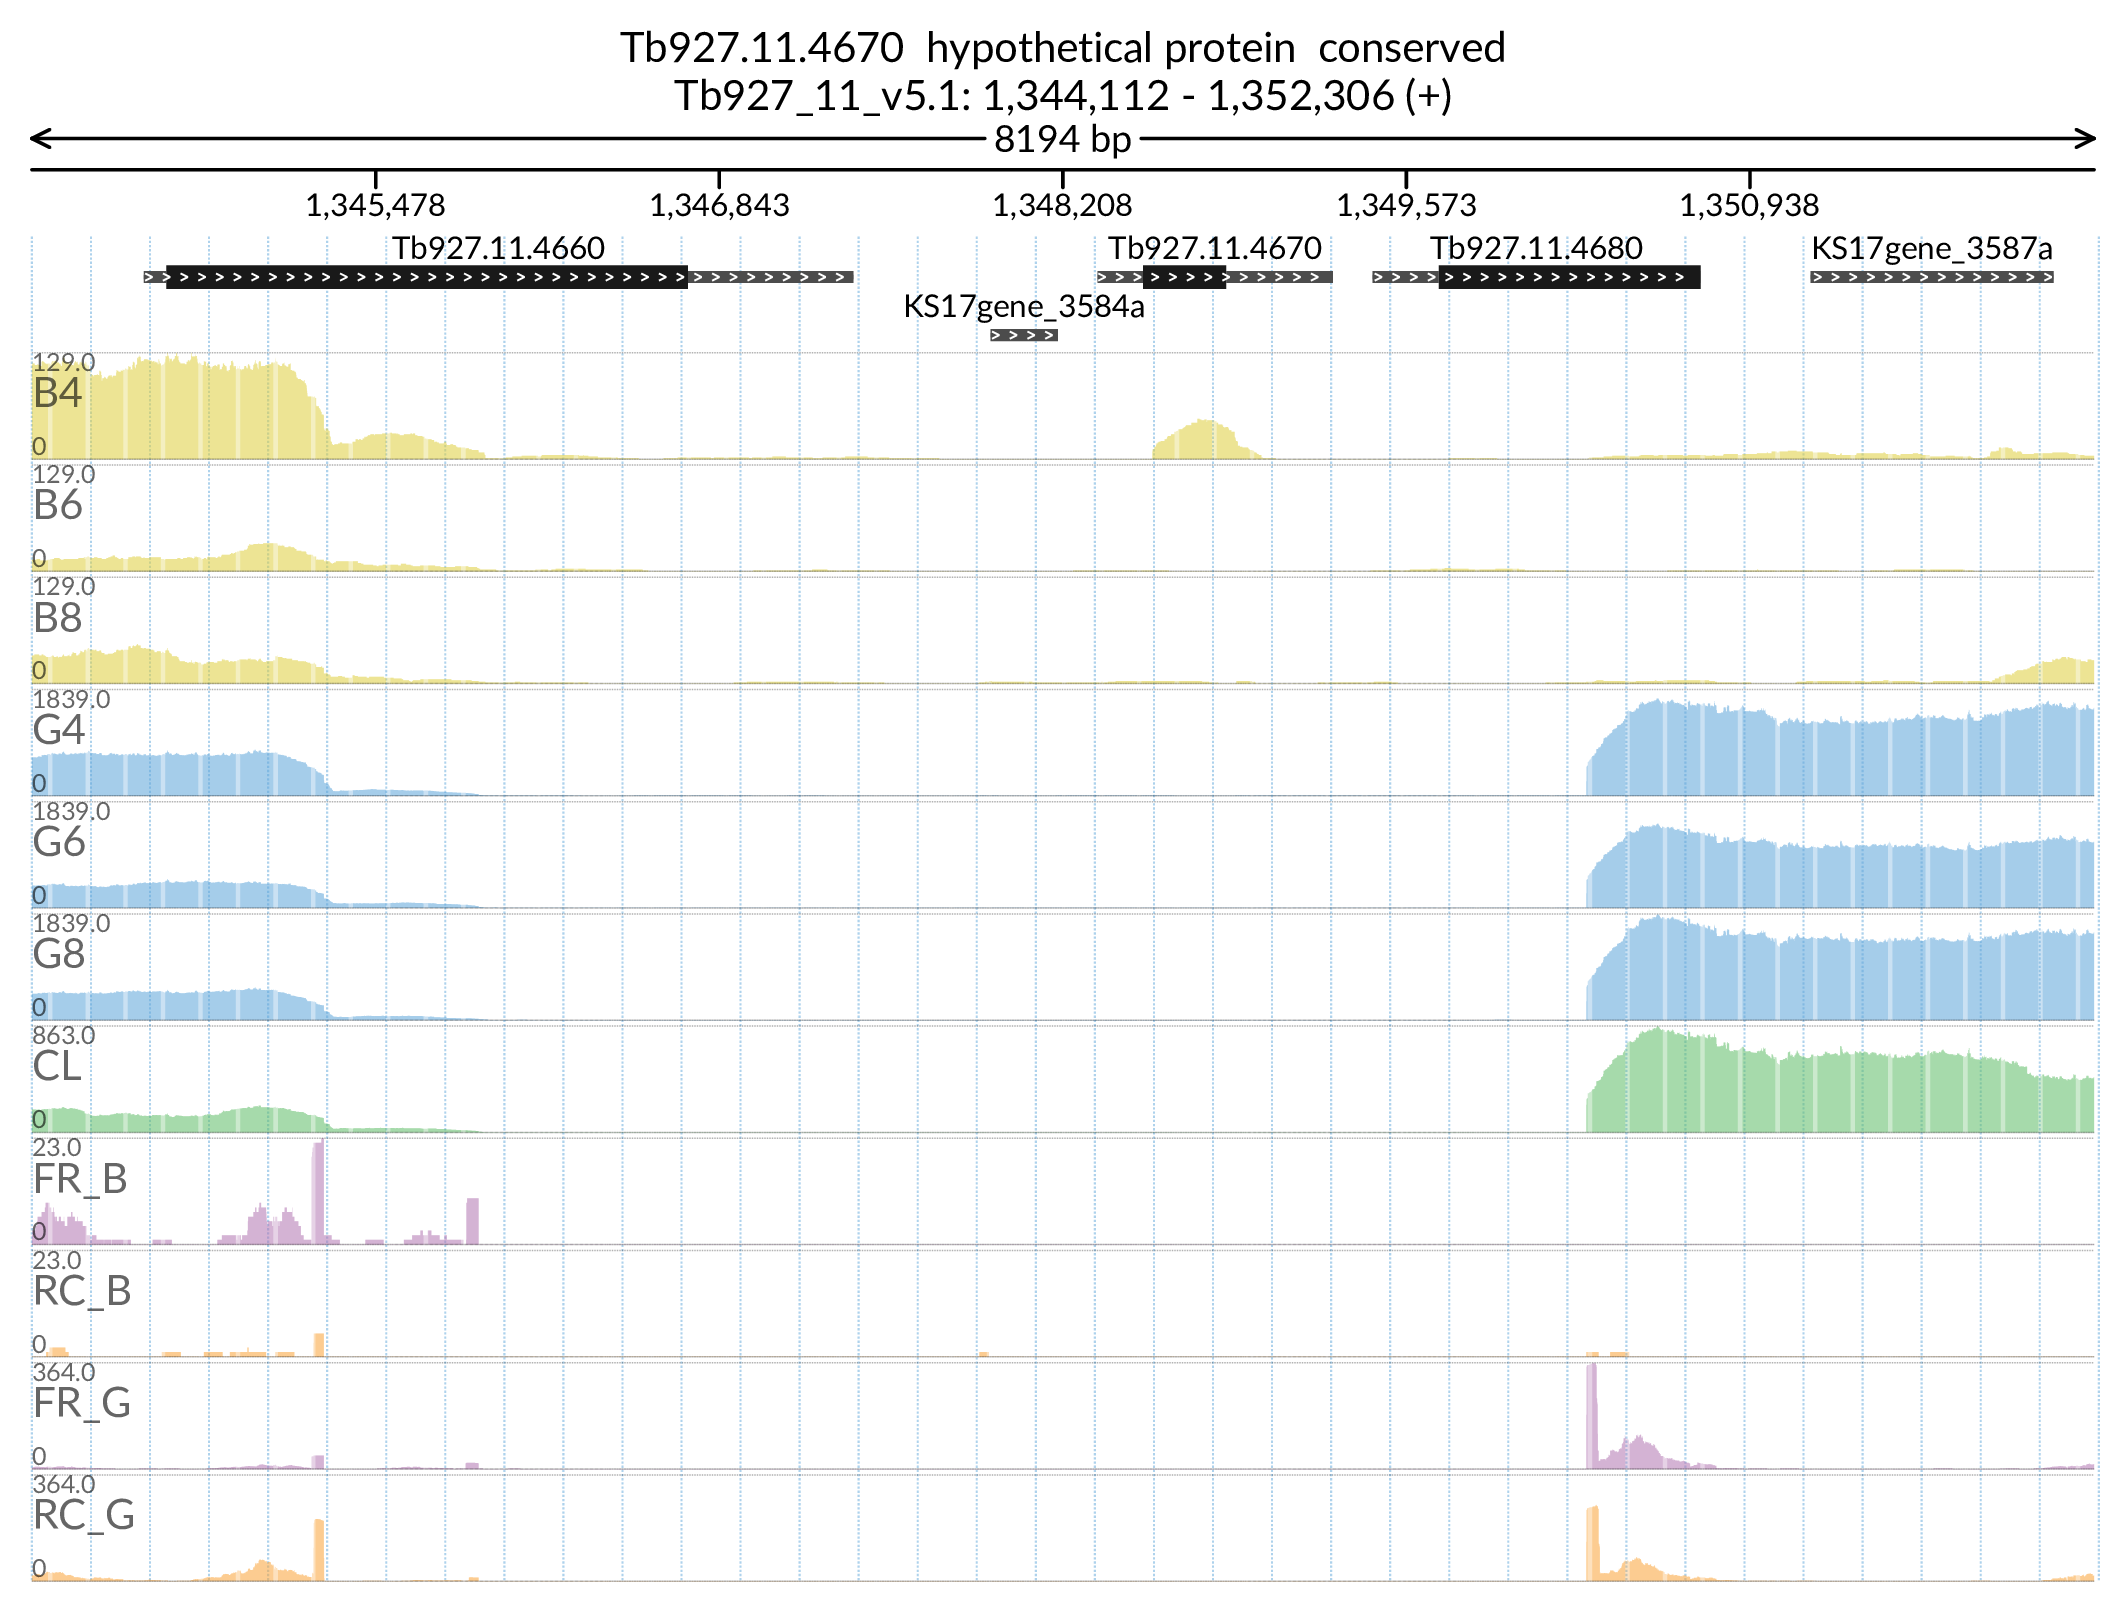 Tb927.11.4670  hypothetical protein  conserved
Tb927_11_v5.1: 1,344,112 - 1,352,306 (+)
8194 bp
1,345,478 1,346,843 1,348,208 1,349,573 1,350,938
Tb927.11.4660 Tb927.11.4670 Tb927.11.4680 KS17gene_3587a
KS17gene_3584a
129.0
B4
0
129.0
B6
0
129.0
B8
0
1839.0
G4
0
1839.0
G6
0
1839.0
G8
0
863.0
CL
0
23.0
FR_B
0
23.0
RC_B
0
364.0
FR_G
0
364.0
RC_G
0